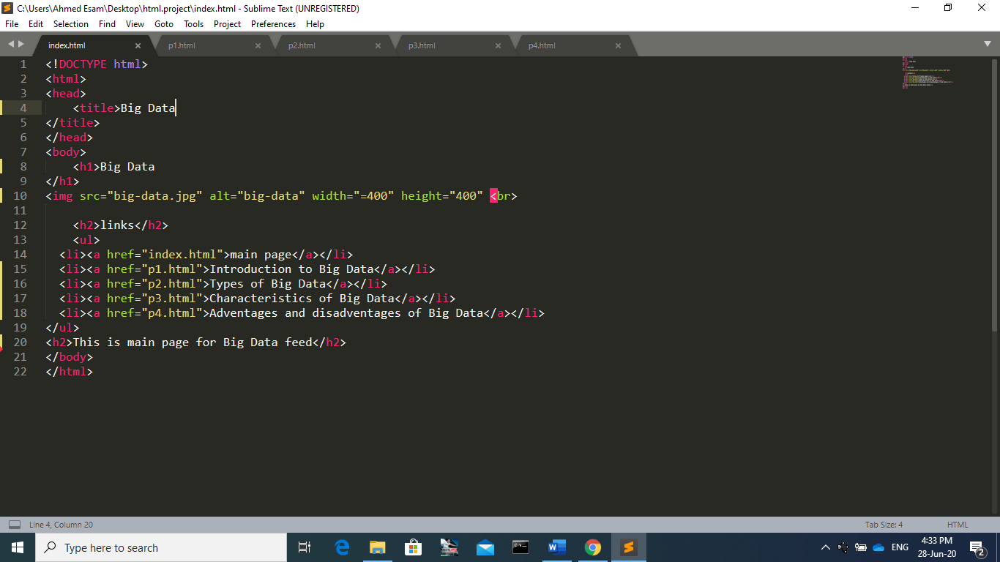 C:\Users\Ahmed Esam\Desktop\html.project\index.html - Sublime Text (UNREGISTERED)
File Edit Selection Find View Goto Tools Project Preferences Help
index.html p1.html p2.html p3.html p4.html
1 <!DOCTYPE html>
2 <html>
3 <head>
4 <title>Big Data
5 </title>
6 </head>
7 <body>
8 <h1>Big Data
9 </h1>
10 <img src="big-data.jpg" alt="big-data" width="=400" height="400" <br>
11
12 <h2>links</h2>
13 <ul>
14 <li><a href="index.html">main page</a></li>
15 <li><a href="p1.html">Introduction to Big Data</a></li>
16 <li><a href="p2.html">Types of Big Data</a></li>
17 <li><a href="p3.html">Characteristics of Big Data</a></li>
18 <li><a href="p4.html">Adventages and disadventages of Big Data</a></li>
19 </ul>
20 <h2>This is main page for Big Data feed</h2>
21 </body>
22 </html>
Line 4, Column 20 Tab Size: 4 HTML
Type here to search
ENG
4:33 PM
28-Jun-20
2